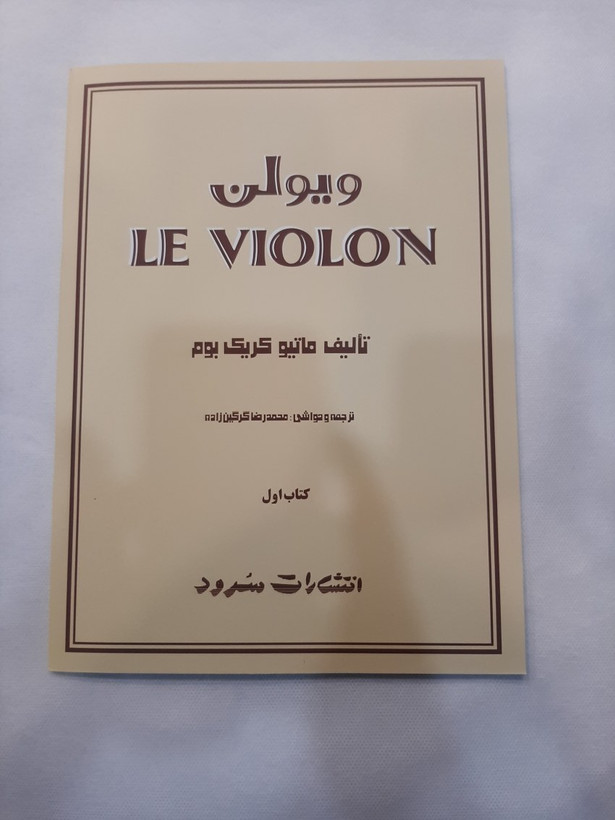 ویولن
LE VIOLON
تألیف ماتیو کریک بوم
ترجمه و حواشی: محمدرضا گرگین زاده
کتاب اول
انتشارات سرود